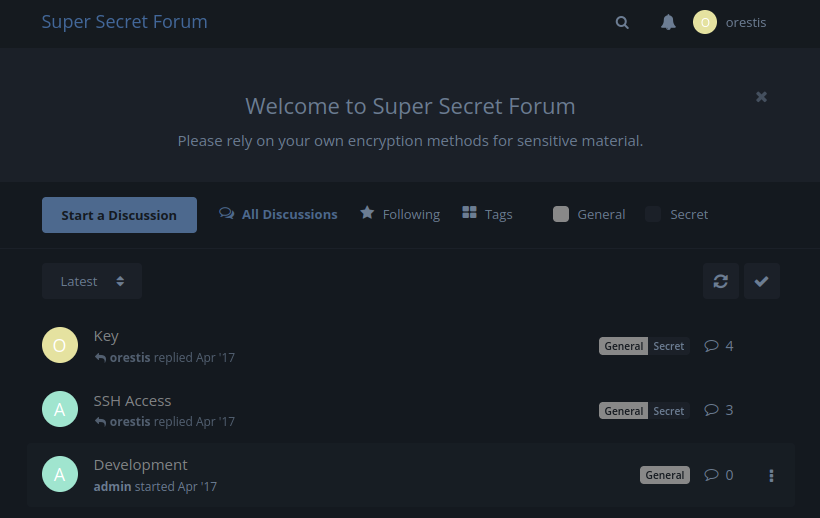 Super Secret Forum
O orestis
Welcome to Super Secret Forum
Please rely on your own encryption methods for sensitive material.
Start a Discussion All Discussions Following Tags General Secret
Latest
O Key General Secret 4
orestis replied Apr '17
A SSH Access General Secret 3
orestis replied Apr '17
A Development General 0
admin started Apr '17